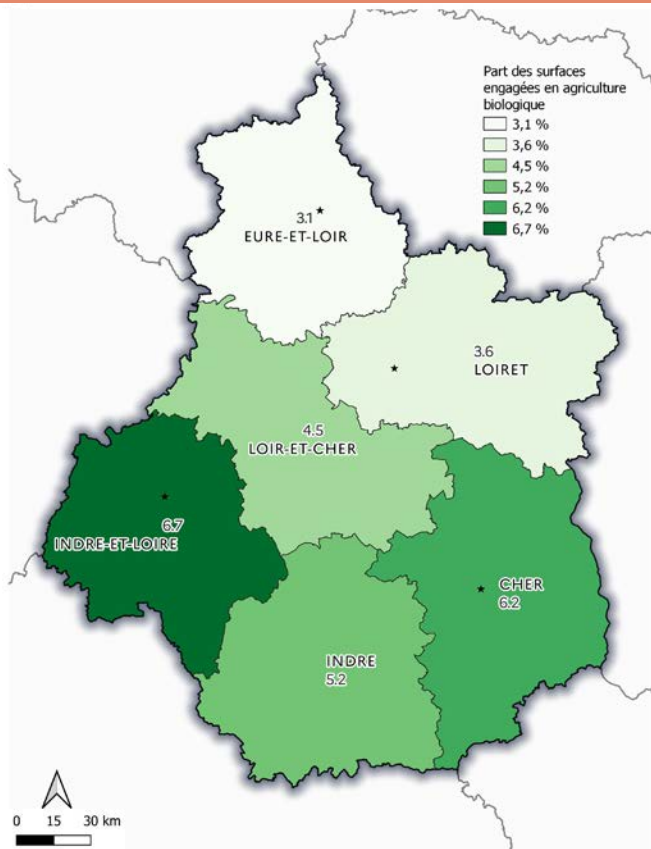 Part des surfaces
engagées en agriculture
biologique
3,1 %
3,6 %
4,5 %
5,2 %
6,2 %
6,7 %
3.1
EURE-ET-LOIR
3.6
LOIRET
4.5
LOIR-ET-CHER
6.7
INDRE-ET-LOIRE
CHER
6.2
INDRE
5.2
0 15 30 km